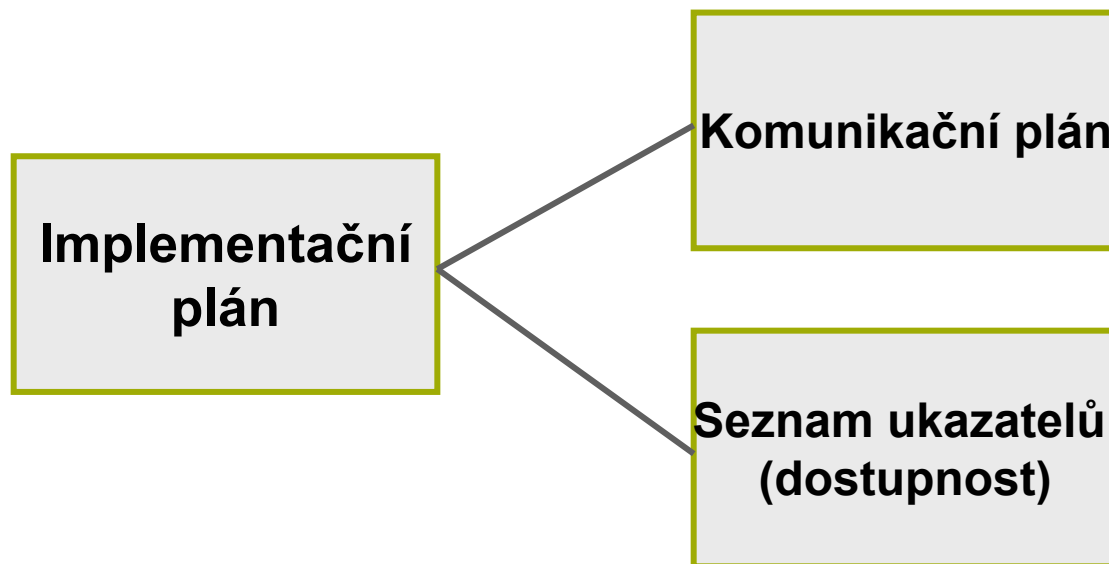 Komunikační plán
Implementační
plán
Seznam ukazatelů
(dostupnost)